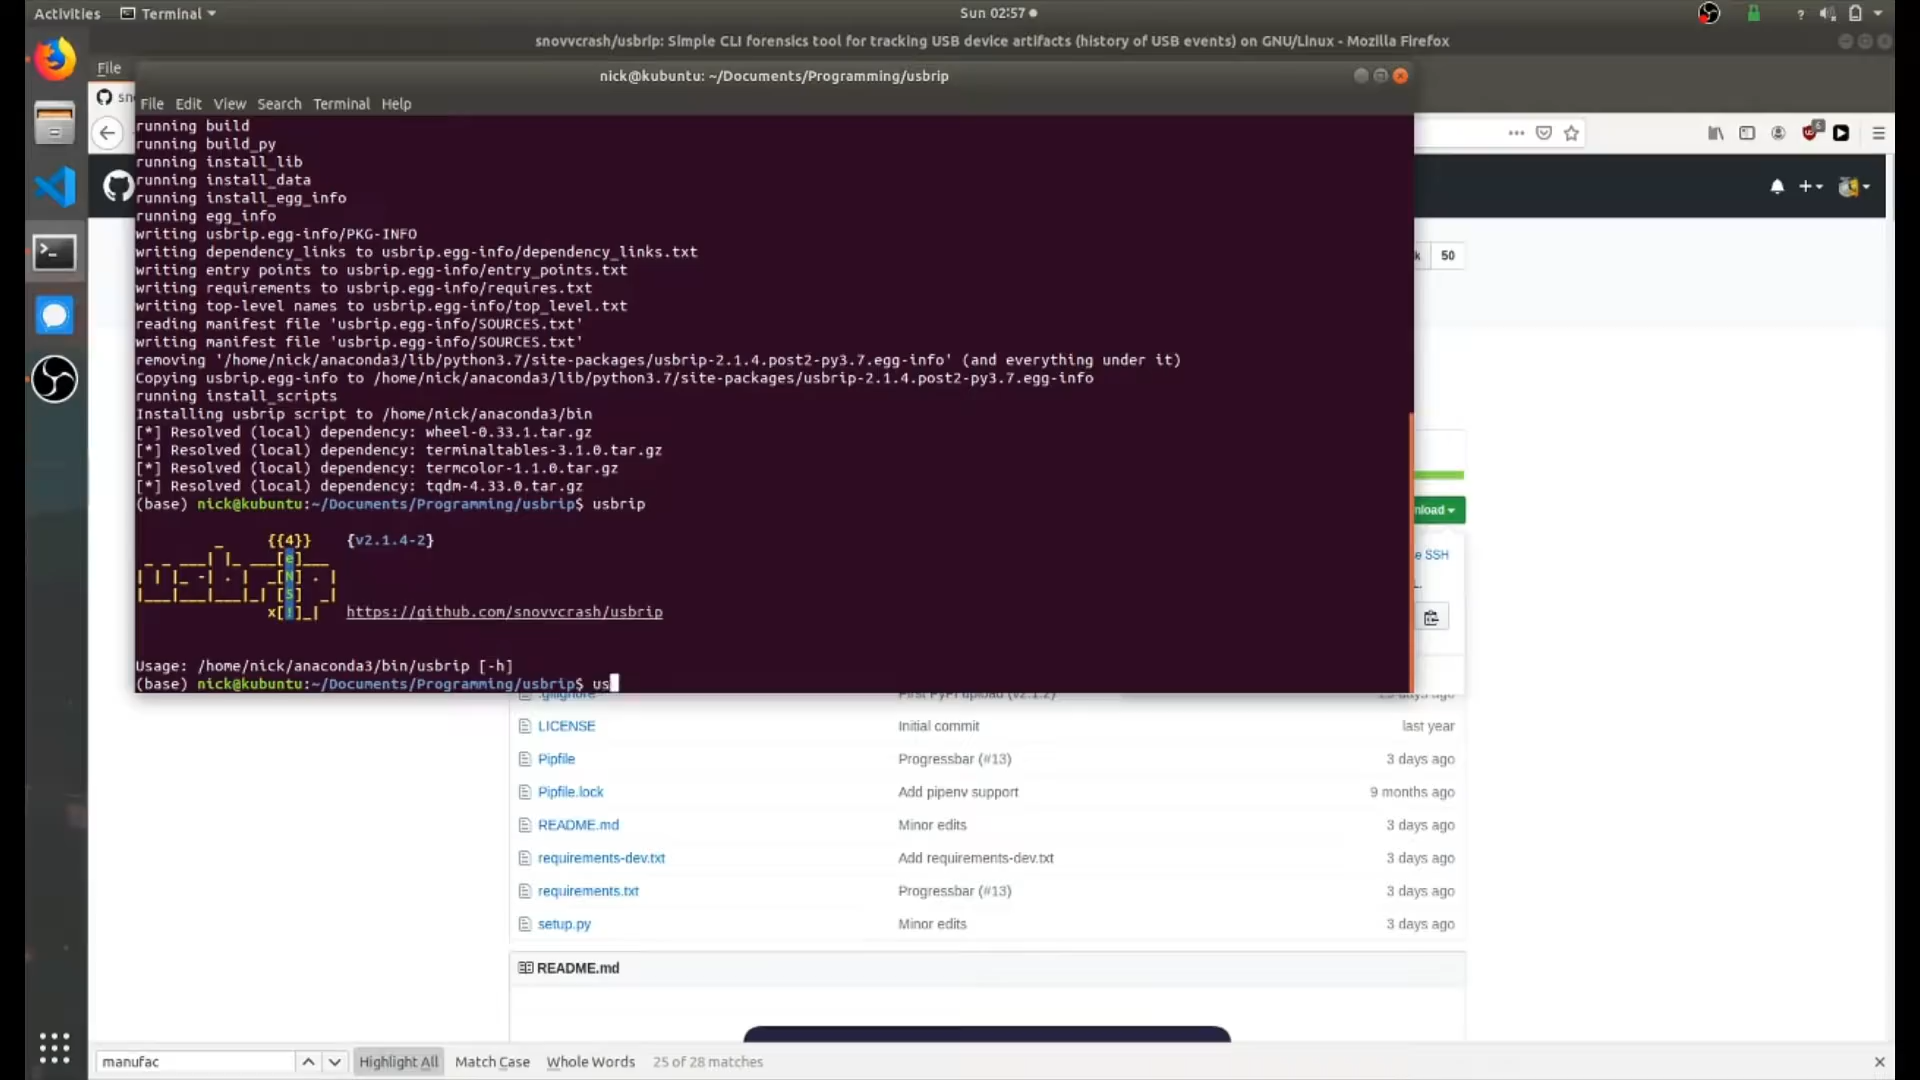 Activities Terminal Sun 02:57
snovvcrash/usbrip: Simple CLI forensics tool for tracking USB device artifacts (history of USB events) on GNU/Linux - Mozilla Firefox
File
nick@kubuntu: ~/Documents/Programming/usbrip
sn
File Edit View Search Terminal Help
running build
running build_py
running install_lib
running install_data
running install_egg_info
running egg_info
writing usbrip.egg-info/PKG-INFO
writing dependency_links to usbrip.egg-info/dependency_links.txt
writing entry points to usbrip.egg-info/entry_points.txt
writing requirements to usbrip.egg-info/requires.txt
writing top-level names to usbrip.egg-info/top_level.txt
reading manifest file 'usbrip.egg-info/SOURCES.txt'
writing manifest file 'usbrip.egg-info/SOURCES.txt'
removing '/home/nick/anaconda3/lib/python3.7/site-packages/usbrip-2.1.4.post2-py3.7.egg-info' (and everything under it)
Copying usbrip.egg-info to /home/nick/anaconda3/lib/python3.7/site-packages/usbrip-2.1.4.post2-py3.7.egg-info
running install_scripts
Installing usbrip script to /home/nick/anaconda3/bin
[*] Resolved (local) dependency: wheel-0.33.1.tar.gz
[*] Resolved (local) dependency: terminaltables-3.1.0.tar.gz
[*] Resolved (local) dependency: termcolor-1.1.0.tar.gz
[*] Resolved (local) dependency: tqdm-4.33.0.tar.gz
(base) nick@kubuntu:~/Documents/Programming/usbrip$ usbrip
{{4}} {v2.1.4-2}
[e]
[N]
[S]
x[!]_| https://github.com/snovvcrash/usbrip
Usage: /home/nick/anaconda3/bin/usbrip [-h]
(base) nick@kubuntu:~/Documents/Programming/usbrip$ us
k 50
nload
e SSH
.gitignore First PyPI upload (v2.1.2) days ago
LICENSE Initial commit last year
Pipfile Progressbar (#13) 3 days ago
Pipfile.lock Add pipenv support 9 months ago
README.md Minor edits 3 days ago
requirements-dev.txt Add requirements-dev.txt 3 days ago
requirements.txt Progressbar (#13) 3 days ago
setup.py Minor edits 3 days ago
README.md
manufac Highlight All Match Case Whole Words 25 of 28 matches